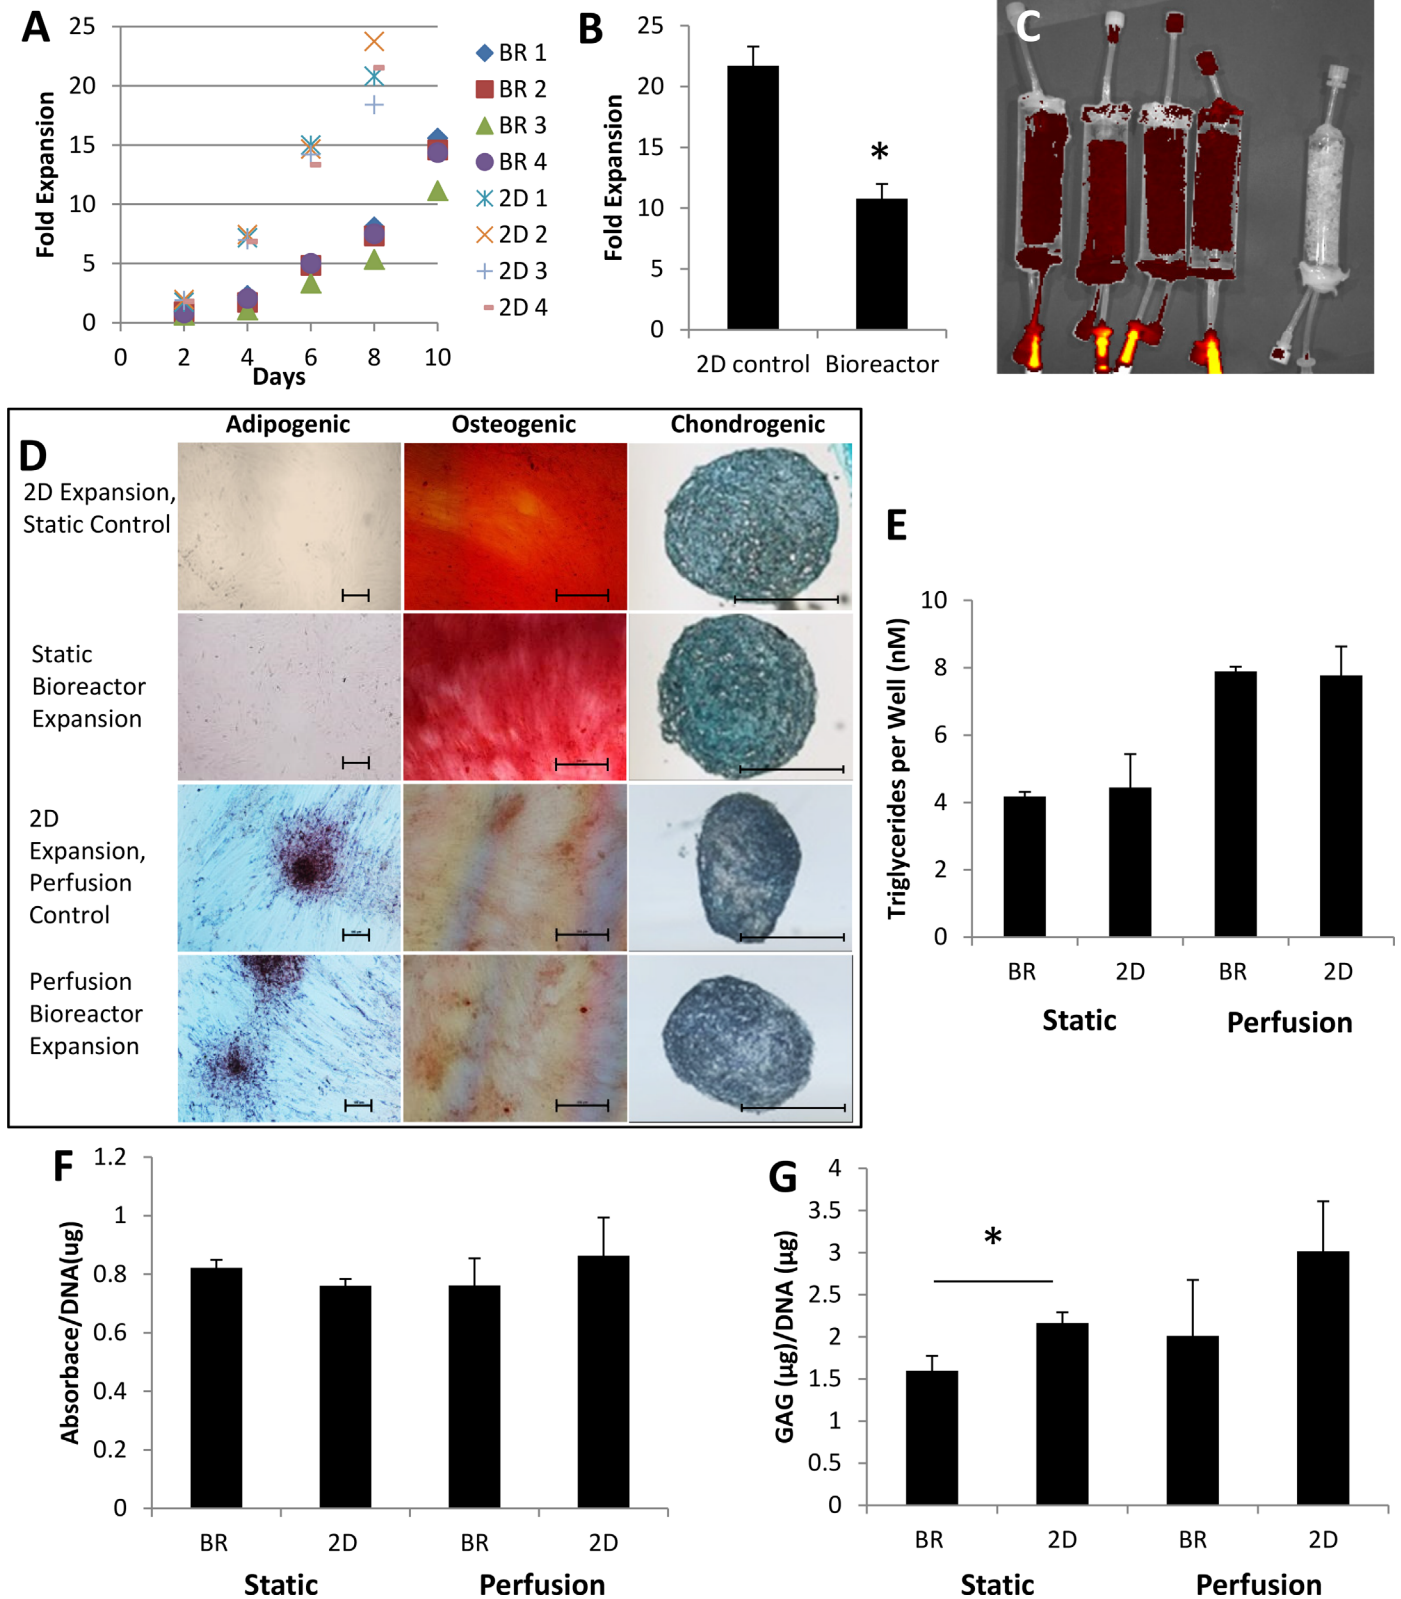 A
25
20
15
10
5
0
0 2 4 6 8 10
Fold Expansion
Days
BR 1
BR 2
BR 3
BR 4
2D 1
2D 2
2D 3
2D 4
B
25
20
15
10
5
0
Fold Expansion
*
2D control Bioreactor
C
D
Adipogenic Osteogenic Chondrogenic
2D Expansion,
Static Control
Static
Bioreactor
Expansion
2D
Expansion,
Perfusion
Control
Perfusion
Bioreactor
Expansion
E
10
8
6
4
2
0
Triglycerides per Well (nM)
BR 2D BR 2D
Static Perfusion
F
1.2
1
0.8
0.6
0.4
0.2
0
Absorbace/DNA(ug)
BR 2D BR 2D
Static Perfusion
G
4
3.5
3
2.5
2
1.5
1
0.5
0
GAG (µg)/DNA (µg)
*
BR 2D BR 2D
Static Perfusion